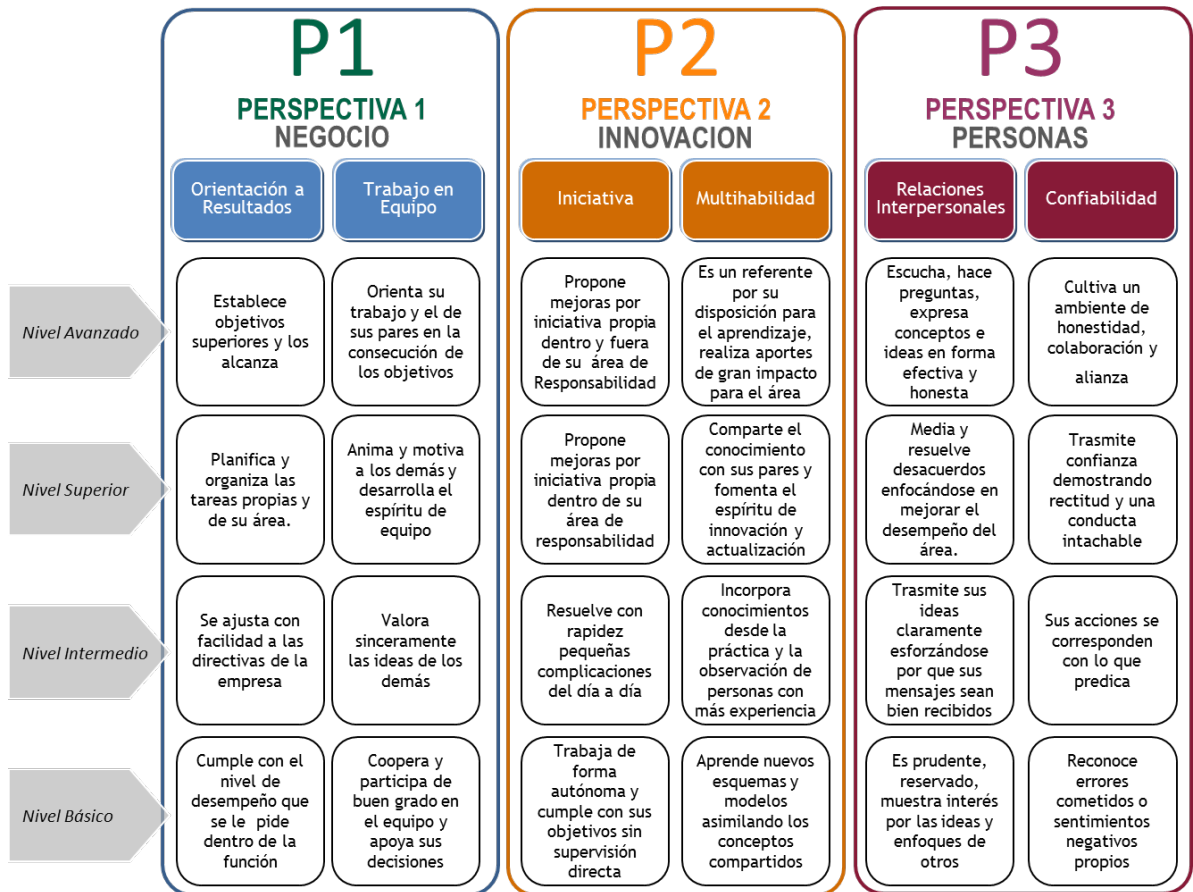 P1
PERSPECTIVA 1
NEGOCIO
P2
PERSPECTIVA 2
INNOVACION
P3
PERSPECTIVA 3
PERSONAS
Orientación a
Resultados
Trabajo en
Equipo
Iniciativa
Multihabilidad
Relaciones
Interpersonales
Confiabilidad
Nivel Avanzado
Establece
objetivos
superiores y los
alcanza
Orienta su
trabajo y el de
sus pares en la
consecución de
los objetivos
Propone
mejoras por
iniciativa propia
dentro y fuera
de su área de
Responsabilidad
Es un referente
por su
disposición para
el aprendizaje,
realiza aportes
de gran impacto
para el área
Escucha, hace
preguntas,
expresa
conceptos e
ideas en forma
efectiva y
honesta
Cultiva un
ambiente de
honestidad,
colaboración y
alianza
Nivel Superior
Planifica y
organiza las
tareas propias y
de su área.
Anima y motiva
a los demás y
desarrolla el
espíritu de
equipo
Propone
mejoras por
iniciativa propia
dentro de su
área de
responsabilidad
Comparte el
conocimiento
con sus pares y
fomenta el
espíritu de
innovación y
actualización
Media y
resuelve
desacuerdos
enfocándose en
mejorar el
desempeño del
área.
Trasmite
confianza
demostrando
rectitud y una
conducta
intachable
Nivel Intermedio
Se ajusta con
facilidad a las
directivas de la
empresa
Valora
sinceramente
las ideas de los
demás
Resuelve con
rapidez
pequeñas
complicaciones
del día a día
Incorpora
conocimientos
desde la
práctica y la
observación de
personas con
más experiencia
Trasmite sus
ideas
claramente
esforzándose
por que sus
mensajes sean
bien recibidos
Sus acciones se
corresponden
con lo que
predica
Nivel Básico
Cumple con el
nivel de
desempeño que
se le pide
dentro de la
función
Coopera y
participa de
buen grado en
el equipo y
apoya sus
decisiones
Trabaja de
forma
autónoma y
cumple con sus
objetivos sin
supervisión
directa
Aprende nuevos
esquemas y
modelos
asimilando los
conceptos
compartidos
Es prudente,
reservado,
muestra interés
por las ideas y
enfoques de
otros
Reconoce
errores
cometidos o
sentimientos
negativos
propios